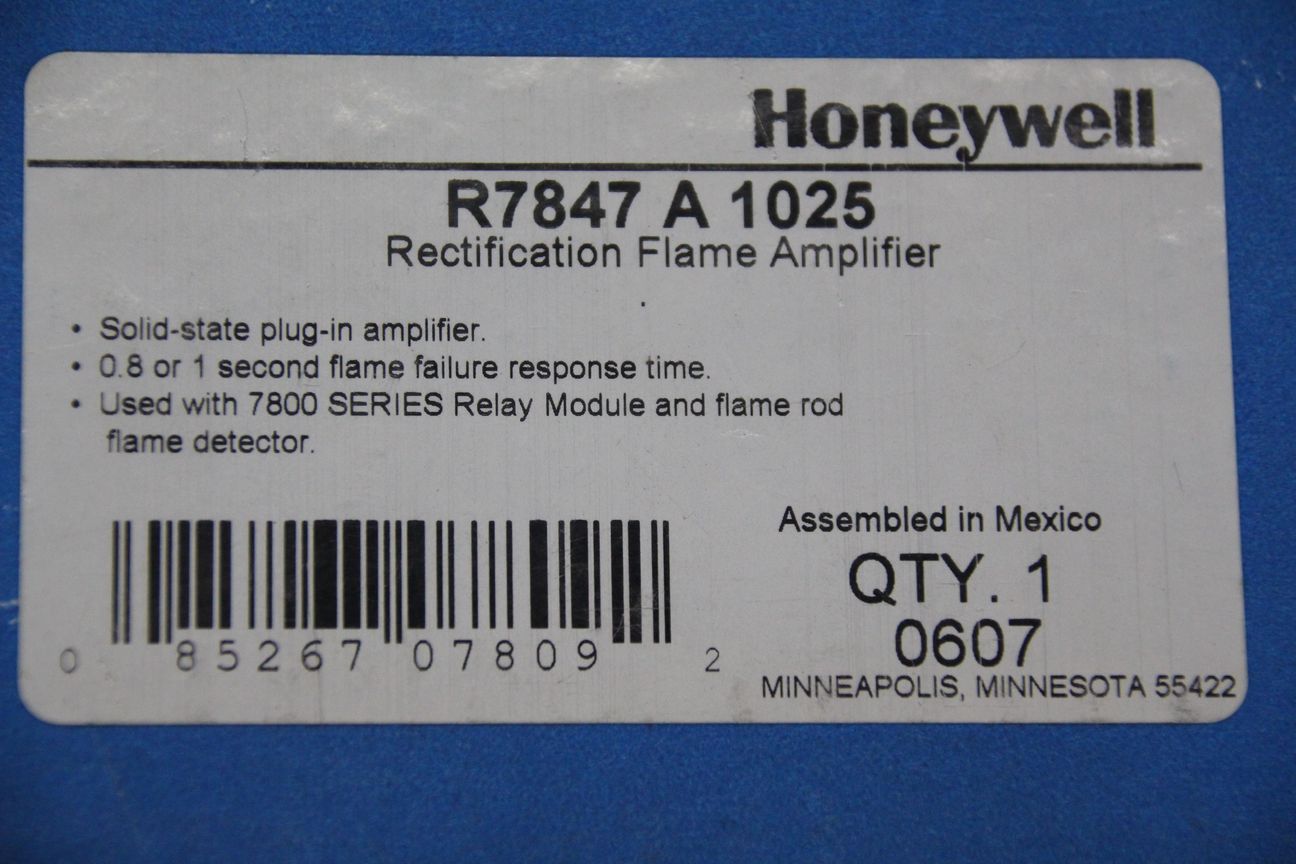 Honeywell
R7847 A 1025
Rectification Flame Amplifier
• Solid-state plug-in amplifier.
• 0.8 or 1 second flame failure response time.
• Used with 7800 SERIES Relay Module and flame rod
flame detector.
Assembled in Mexico
QTY. 1
0607
0 85267 07809 2
MINNEAPOLIS, MINNESOTA 55422